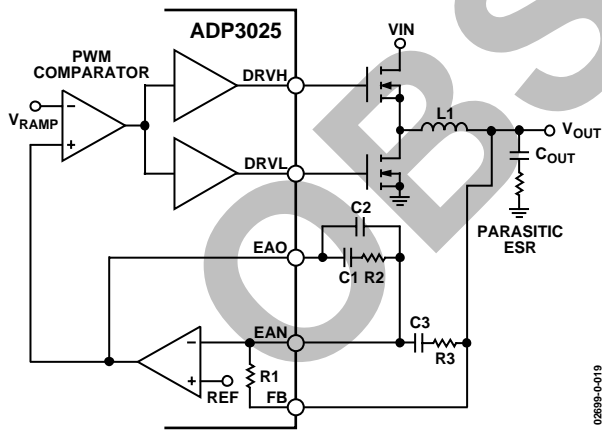 ADP3025
VIN
PWM
COMPARATOR
DRVH
L1
VRAMP
VOUT
COUT
DRVL
PARASITIC
ESR
C2
EAO
C1 R2
C3
EAN
R3
R1
REF
FB
02699-0-019
OBS